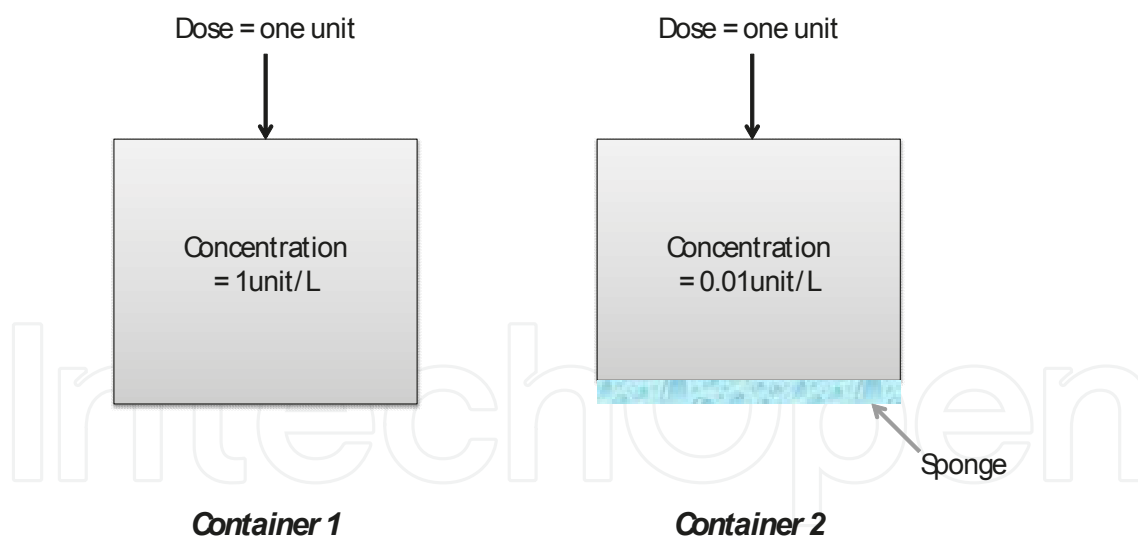 Dose = one unit
Concentration
= 1unit/L
Container 1
Dose = one unit
Concentration
= 0.01unit/L
Sponge
Container 2
IntechOpen